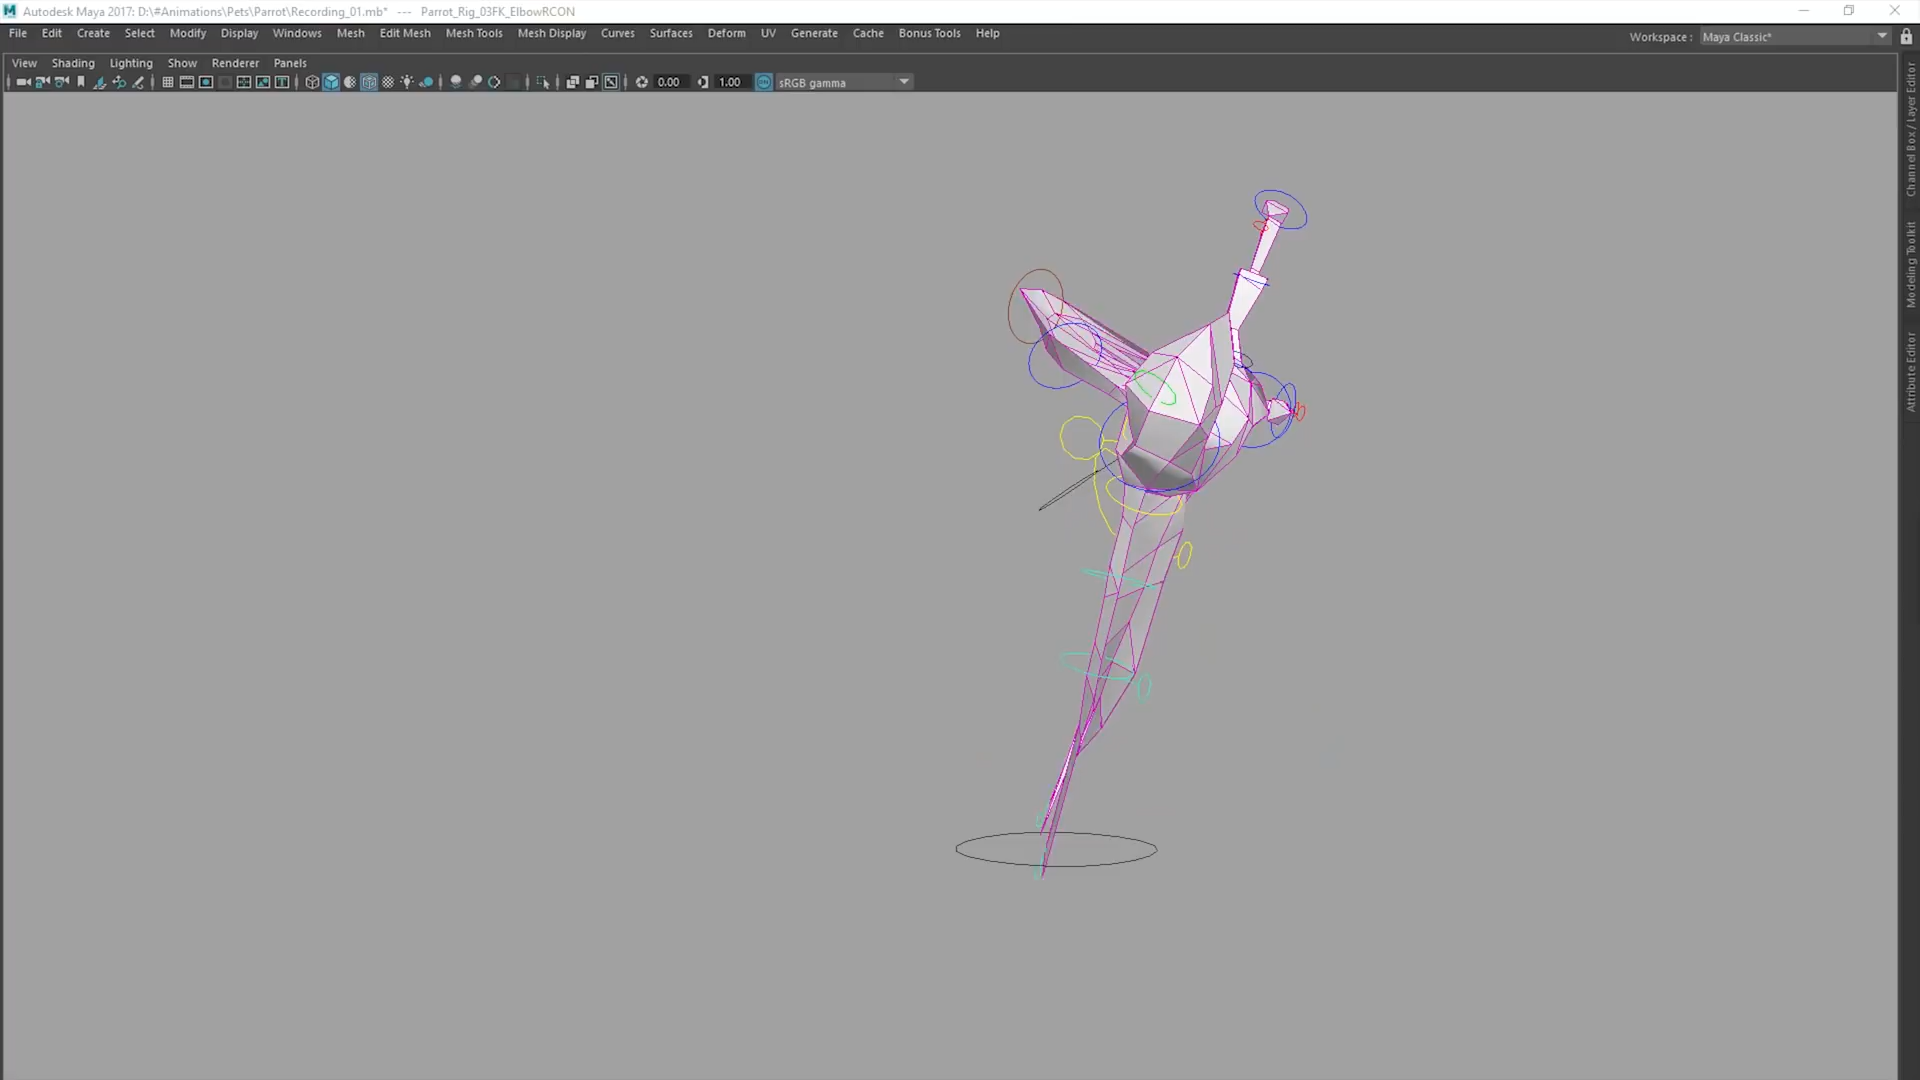 Autodesk Maya 2017: D:\#Animations\Pets\Parrot\Recording_01.mb* --- Parrot_Rig_03FK_ElbowRCON
File Edit Create Select Modify Display Windows Mesh Edit Mesh Mesh Tools Mesh Display Curves Surfaces Deform UV Generate Cache Bonus Tools Help
Workspace : Maya Classic*
View Shading Lighting Show Renderer Panels
0.00 1.00 ON sRGB gamma
Channel Box / Layer Editor
Modeling Toolkit
Attribute Editor